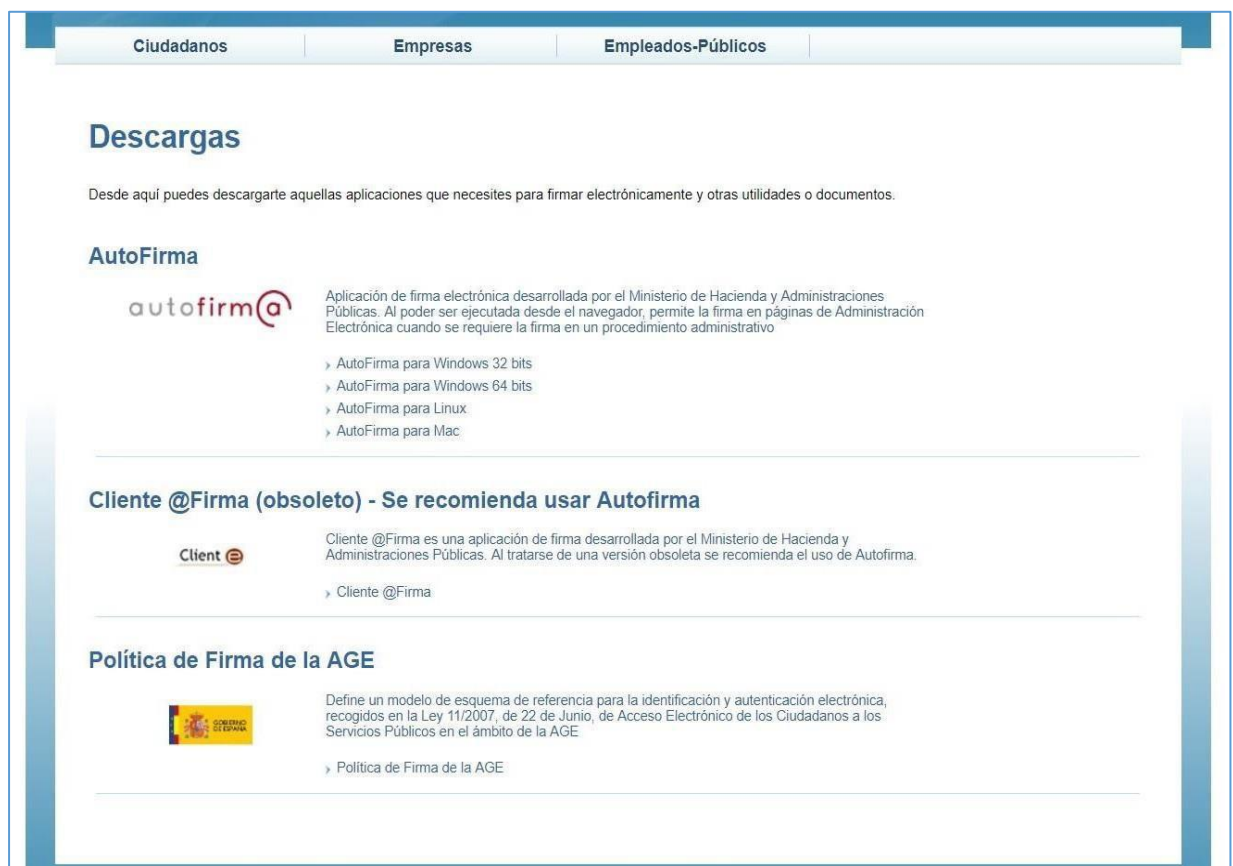 Ciudadanos
Empresas
Empleados-Públicos
Descargas
Desde aquí puedes descargarte aquellas aplicaciones que necesites para firmar electrónicamente y otras utilidades o documentos.
AutoFirma
autofirm@
Aplicación de firma electrónica desarrollada por el Ministerio de Hacienda y Administraciones
Públicas. Al poder ser ejecutada desde el navegador, permite la firma en páginas de Administración
Electrónica cuando se requiere la firma en un procedimiento administrativo
› AutoFirma para Windows 32 bits
› AutoFirma para Windows 64 bits
› AutoFirma para Linux
› AutoFirma para Mac
Cliente @Firma (obsoleto) - Se recomienda usar Autofirma
Client e
Cliente @Firma es una aplicación de firma desarrollada por el Ministerio de Hacienda y
Administraciones Públicas. Al tratarse de una versión obsoleta se recomienda el uso de Autofirma.
› Cliente @Firma
Política de Firma de la AGE
GOBIERNO
DE ESPAÑA
Define un modelo de esquema de referencia para la identificación y autenticación electrónica,
recogidos en la Ley 11/2007, de 22 de Junio, de Acceso Electrónico de los Ciudadanos a los
Servicios Públicos en el ámbito de la AGE
› Política de Firma de la AGE